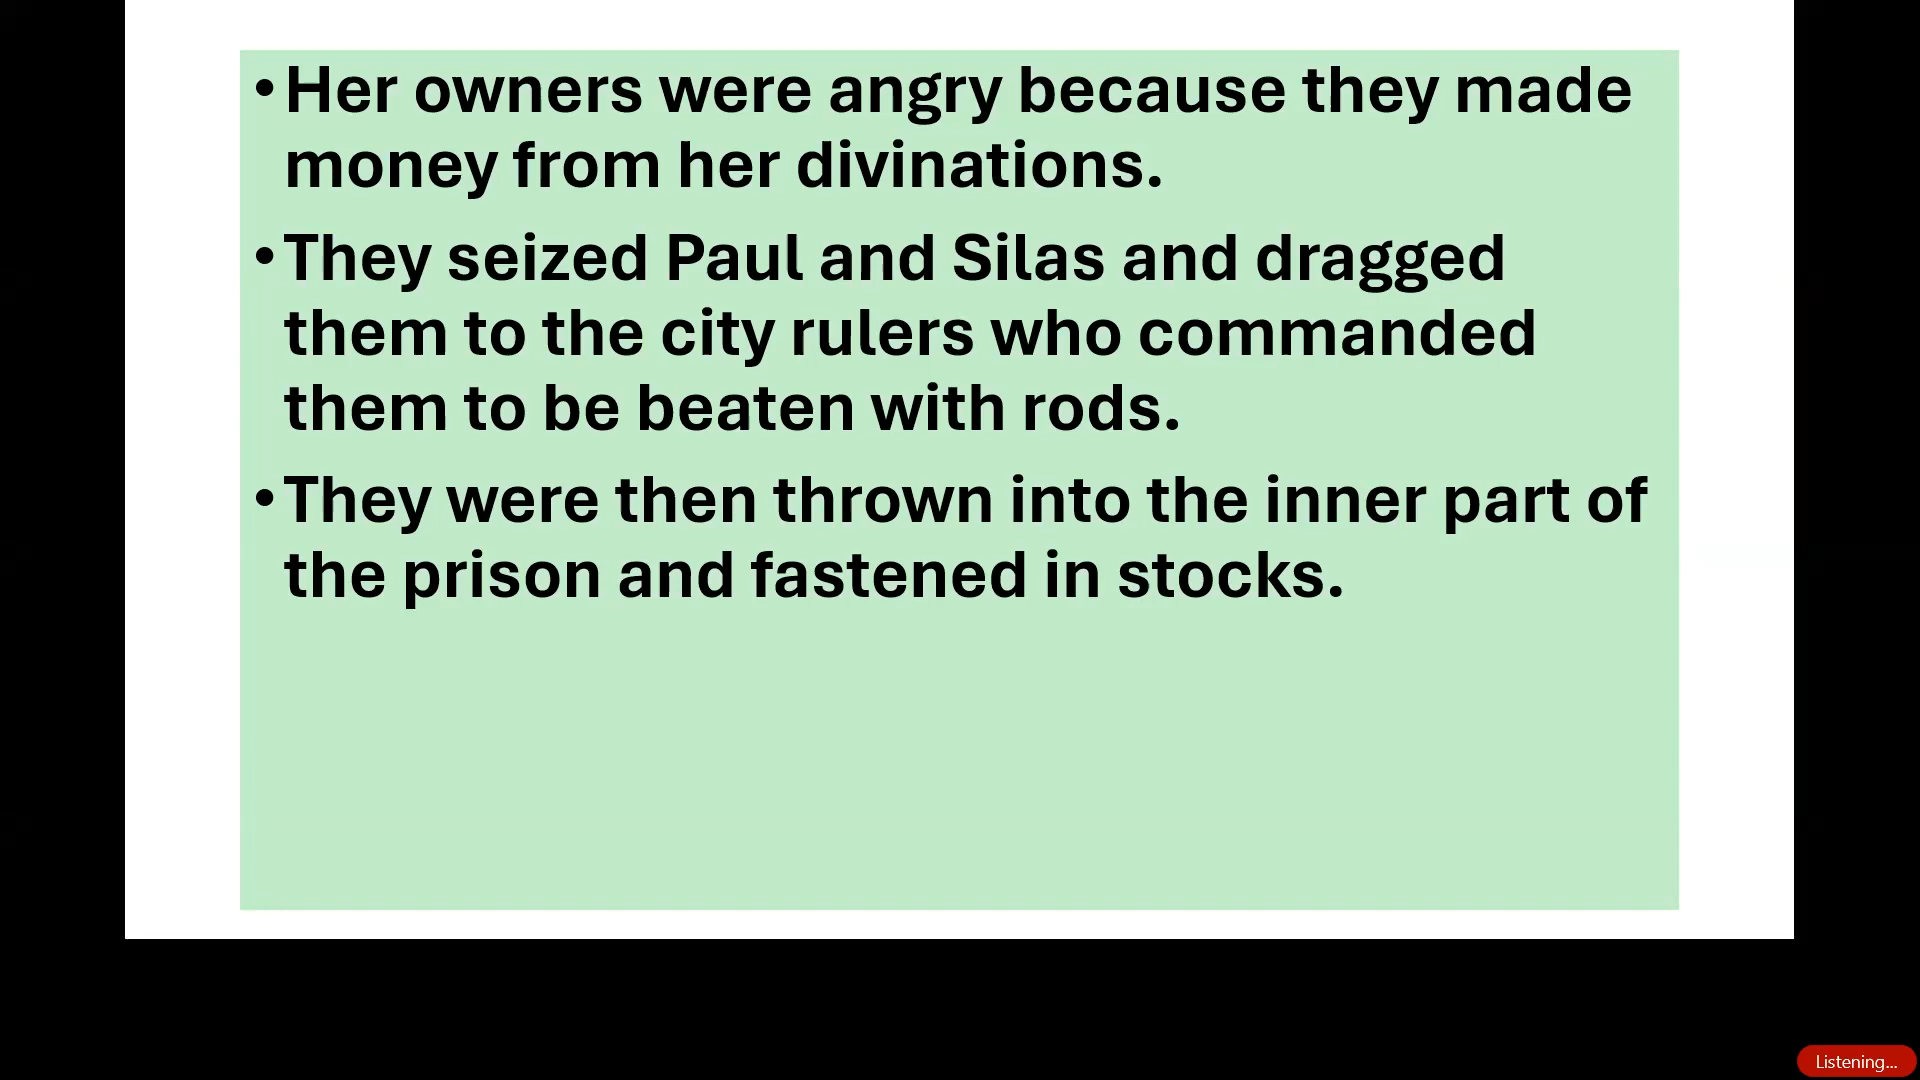 • Her owners were angry because they made
money from her divinations.
• They seized Paul and Silas and dragged
them to the city rulers who commanded
them to be beaten with rods.
• They were then thrown into the inner part of
the prison and fastened in stocks.
Listening...